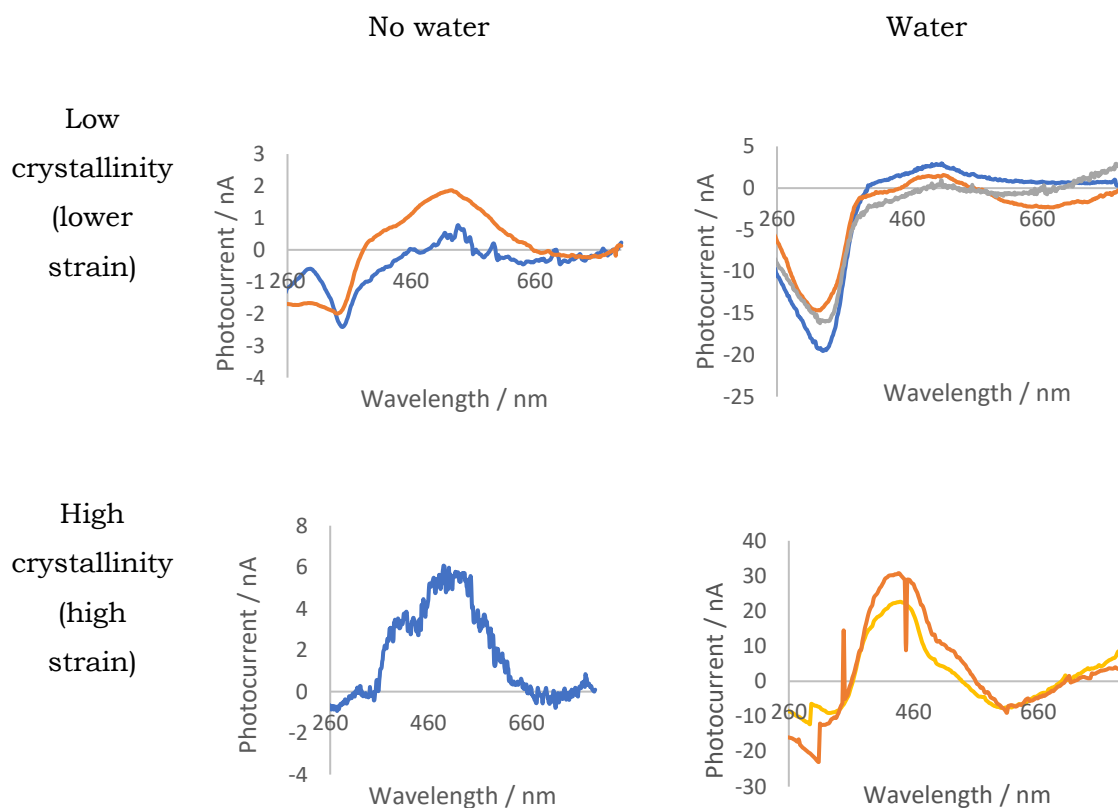 No water
Water
Low
crystallinity
(lower
strain)
Photocurrent / nA
3
2
1
0
-1
-2
-3
-4
260
460
660
Wavelength / nm
Photocurrent / nA
5
0
-5
-10
-15
-20
-25
260
460
660
Wavelength / nm
High
crystallinity
(high
strain)
Photocurrent / nA
8
6
4
2
0
-2
-4
260
460
660
Wavelength / nm
Photocurrent / nA
40
30
20
10
0
-10
-20
-30
260
460
660
Wavelength / nm